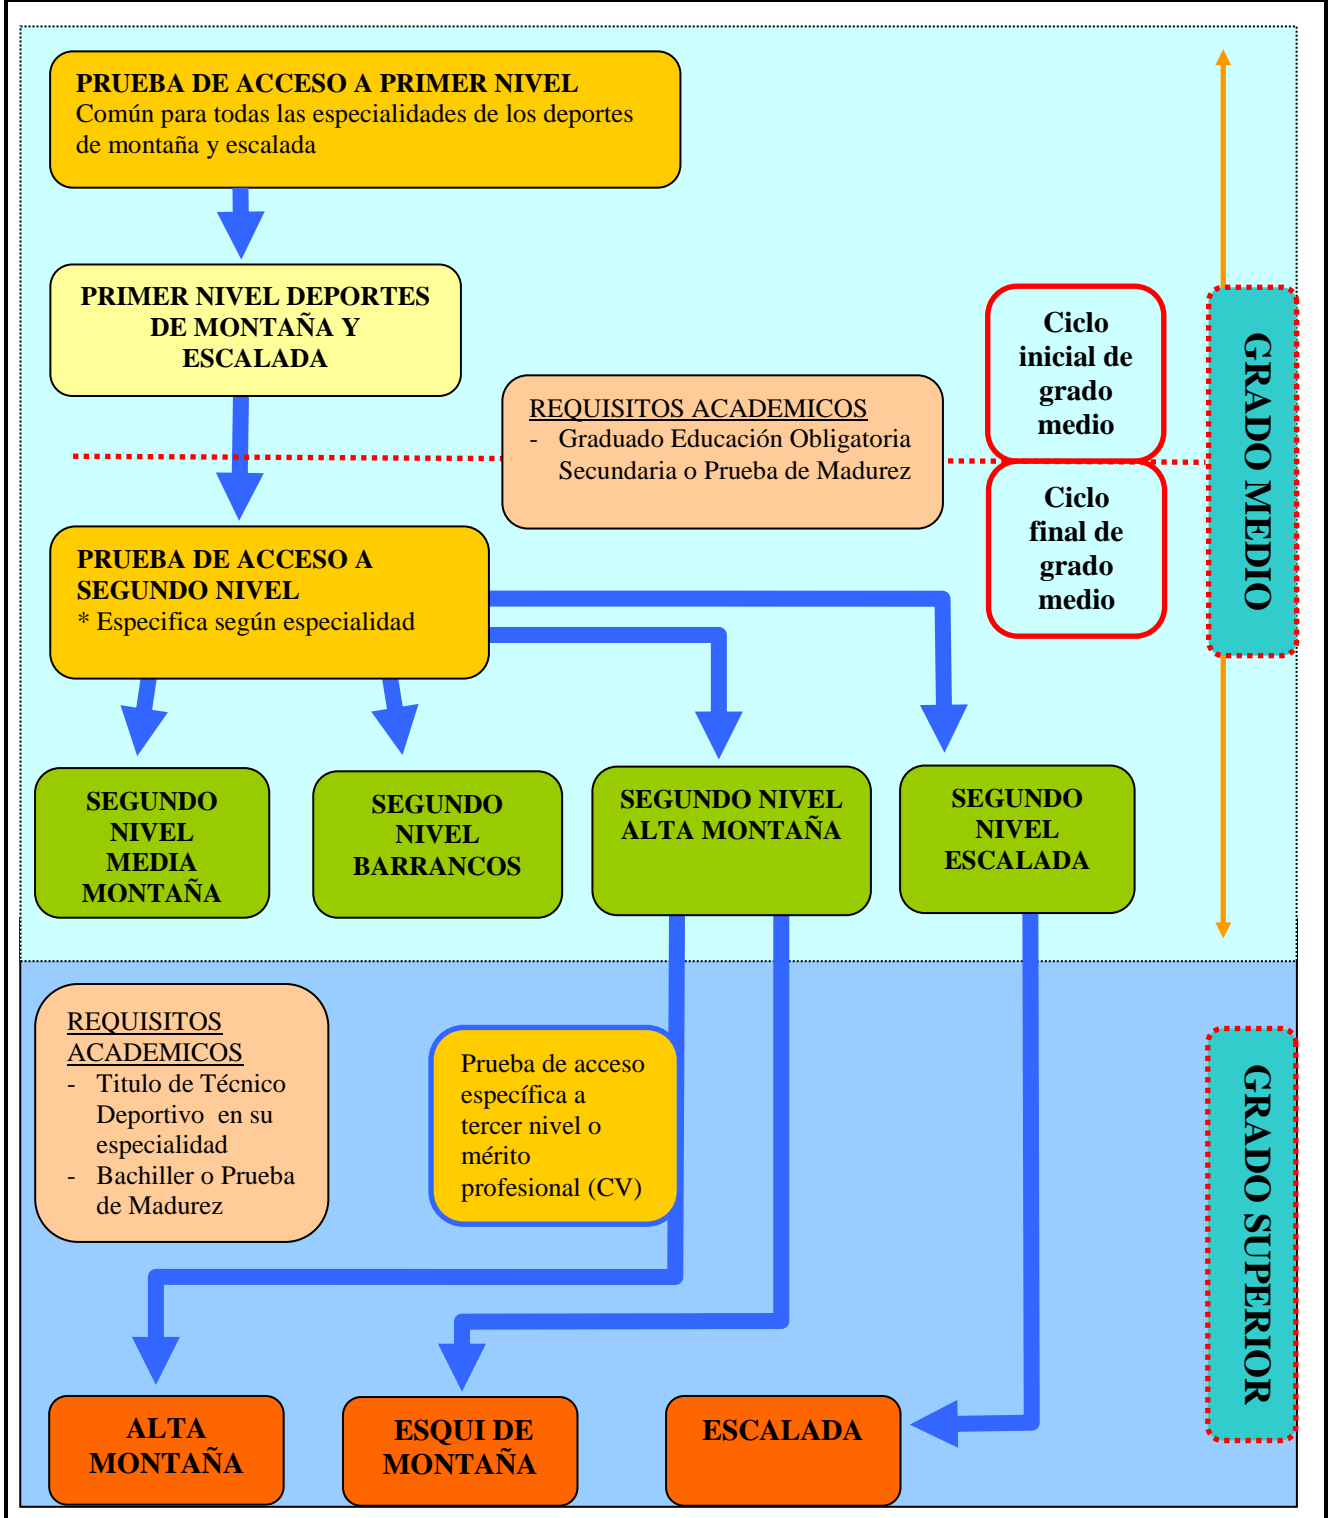 PRUEBA DE ACCESO A PRIMER NIVEL
Común para todas las especialidades de los deportes
de montaña y escalada
PRIMER NIVEL DEPORTES
DE MONTAÑA Y
ESCALADA
REQUISITOS ACADEMICOS
- Graduado Educación Obligatoria
Secundaria o Prueba de Madurez
Ciclo
inicial de
grado
medio
Ciclo
final de
grado
medio
GRADO MEDIO
PRUEBA DE ACCESO A
SEGUNDO NIVEL
* Especifica según especialidad
SEGUNDO
NIVEL
MEDIA
MONTAÑA
SEGUNDO
NIVEL
BARRANCOS
SEGUNDO NIVEL
ALTA MONTAÑA
SEGUNDO
NIVEL
ESCALADA
REQUISITOS
ACADEMICOS
- Titulo de Técnico
Deportivo en su
especialidad
- Bachiller o Prueba
de Madurez
Prueba de acceso
específica a
tercer nivel o
mérito
profesional (CV)
GRADO SUPERIOR
ALTA
MONTAÑA
ESQUI DE
MONTAÑA
ESCALADA